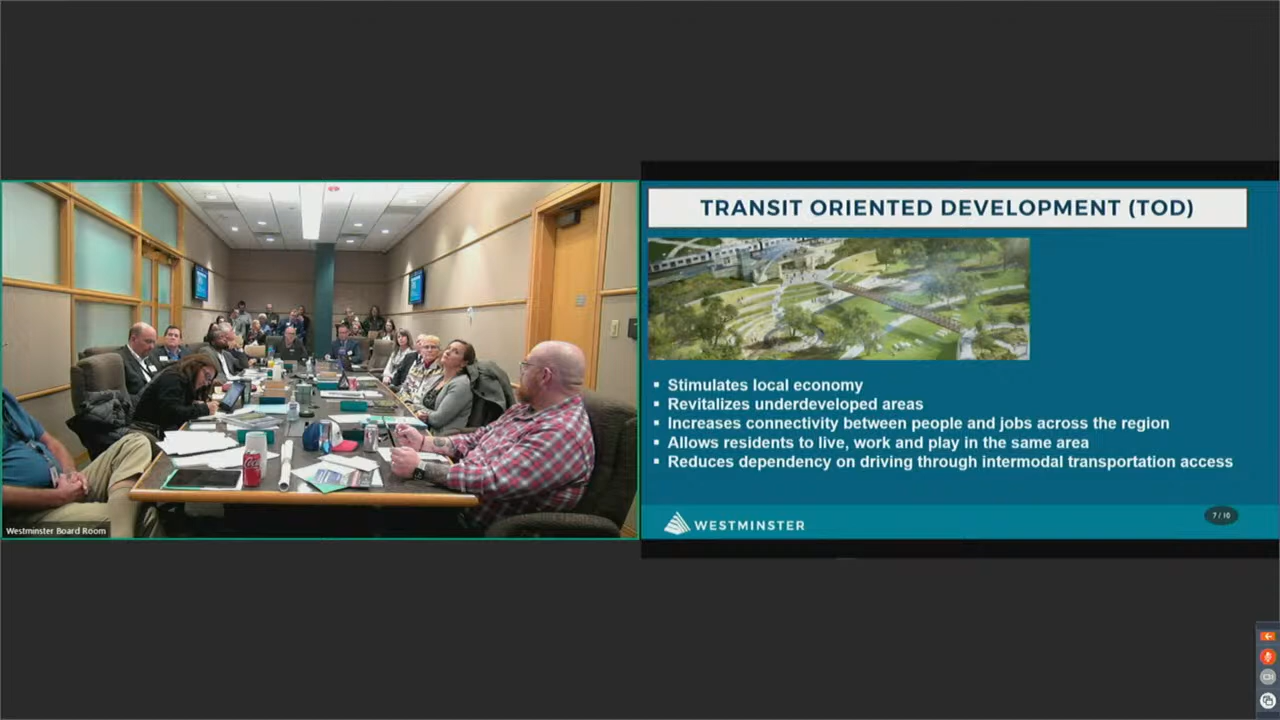 TRANSIT ORIENTED DEVELOPMENT (TOD)
▪ Stimulates local economy
▪ Revitalizes underdeveloped areas
▪ Increases connectivity between people and jobs across the region
▪ Allows residents to live, work and play in the same area
▪ Reduces dependency on driving through intermodal transportation access
WESTMINSTER
7 / 10
Westminster Board Room